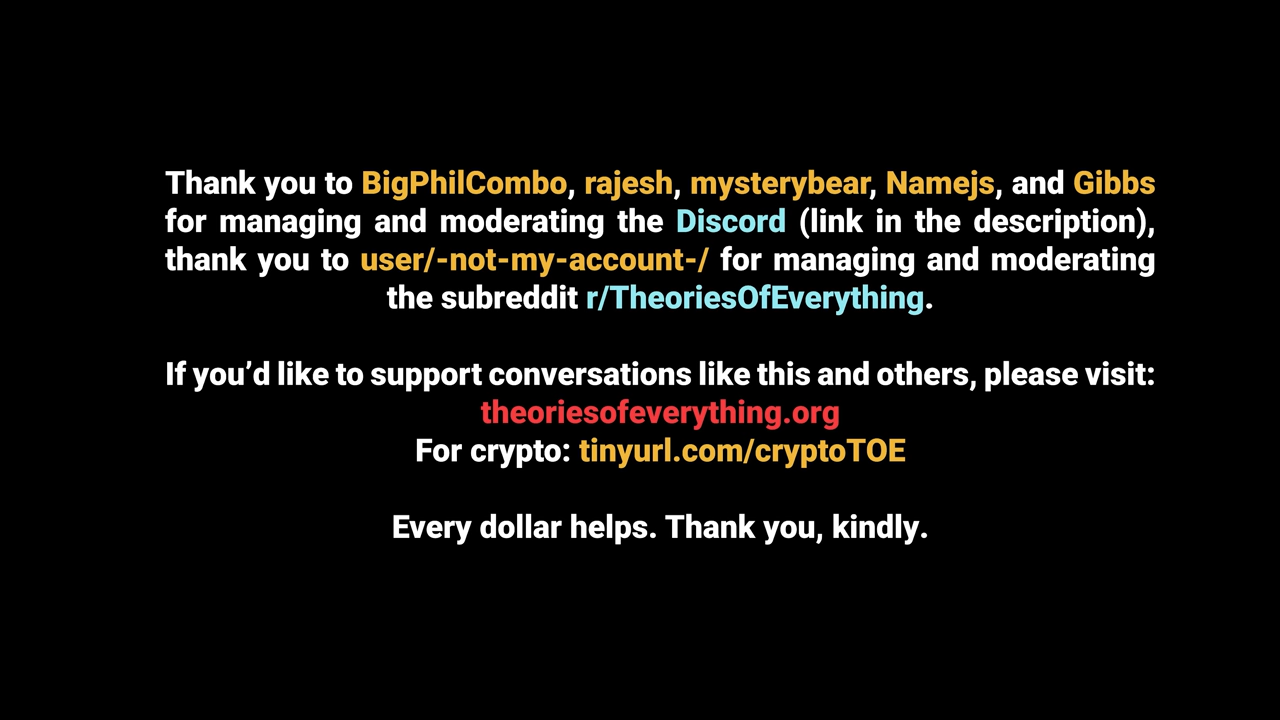 Thank you to BigPhilCombo, rajesh, mysterybear, Namejs, and Gibbs
for managing and moderating the Discord (link in the description),
thank you to user/-not-my-account-/ for managing and moderating
the subreddit r/TheoriesOfEverything.
If you’d like to support conversations like this and others, please visit:
theoriesofeverything.org
For crypto: tinyurl.com/cryptoTOE
Every dollar helps. Thank you, kindly.